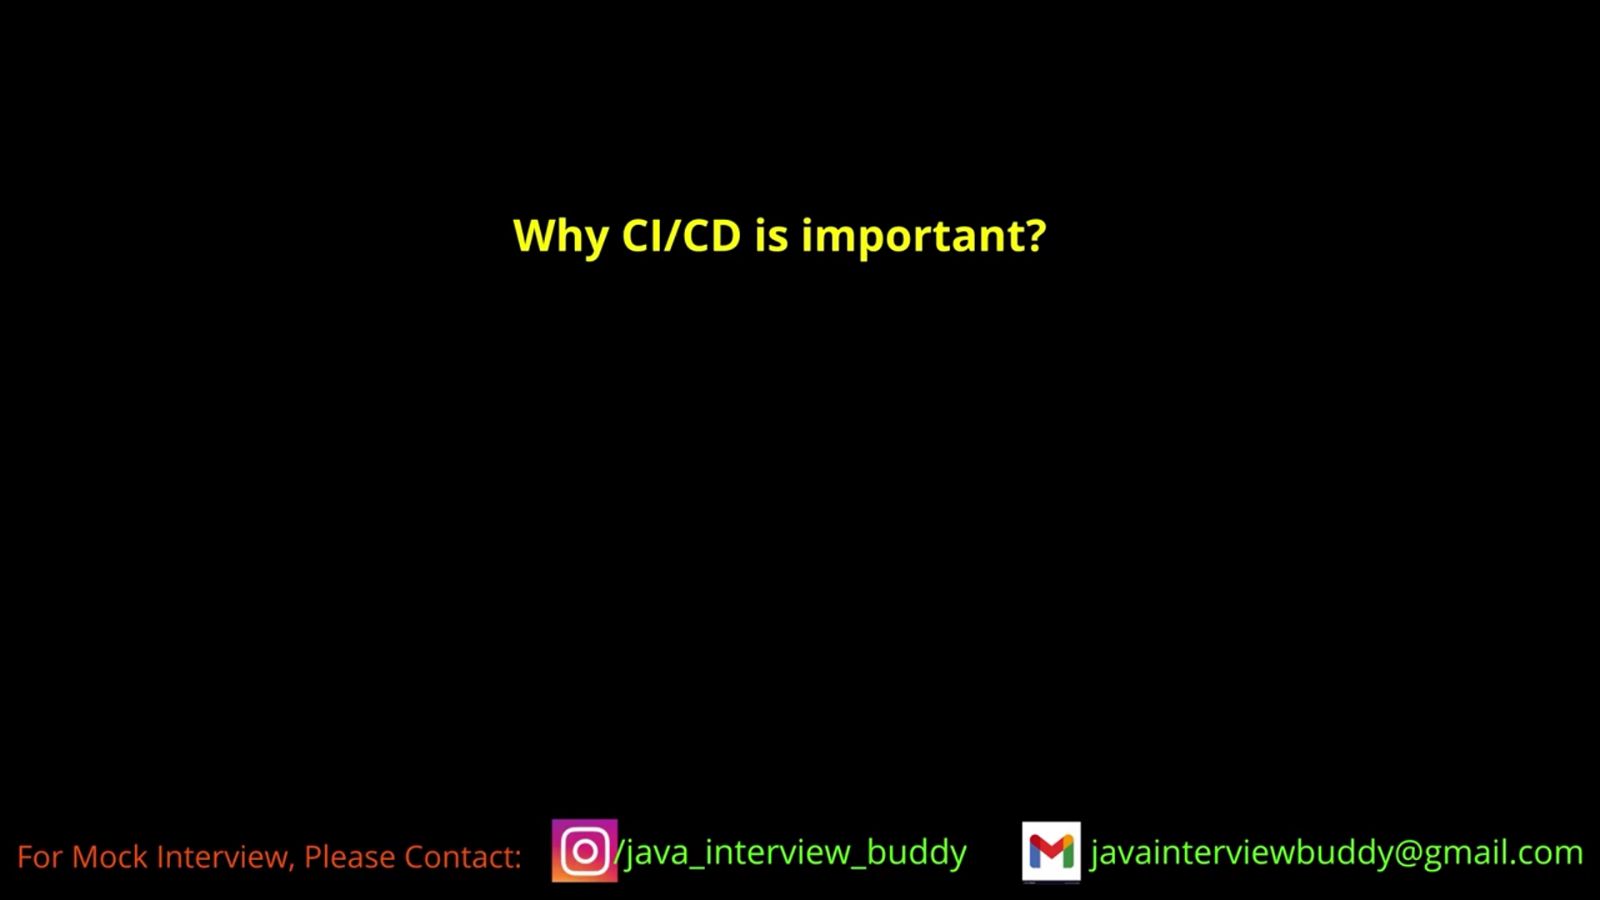 Why CI/CD is important?
For Mock Interview, Please Contact: /java_interview_buddy javainterviewbuddy@gmail.com